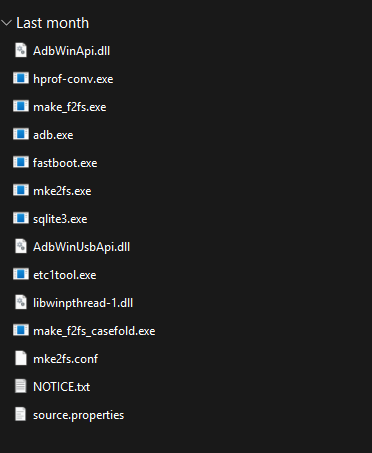 Last month
AdbWinApi.dll
hprof-conv.exe
make_f2fs.exe
adb.exe
fastboot.exe
mke2fs.exe
sqlite3.exe
AdbWinUsbApi.dll
etc1tool.exe
libwinpthread-1.dll
make_f2fs_casefold.exe
mke2fs.conf
NOTICE.txt
source.properties